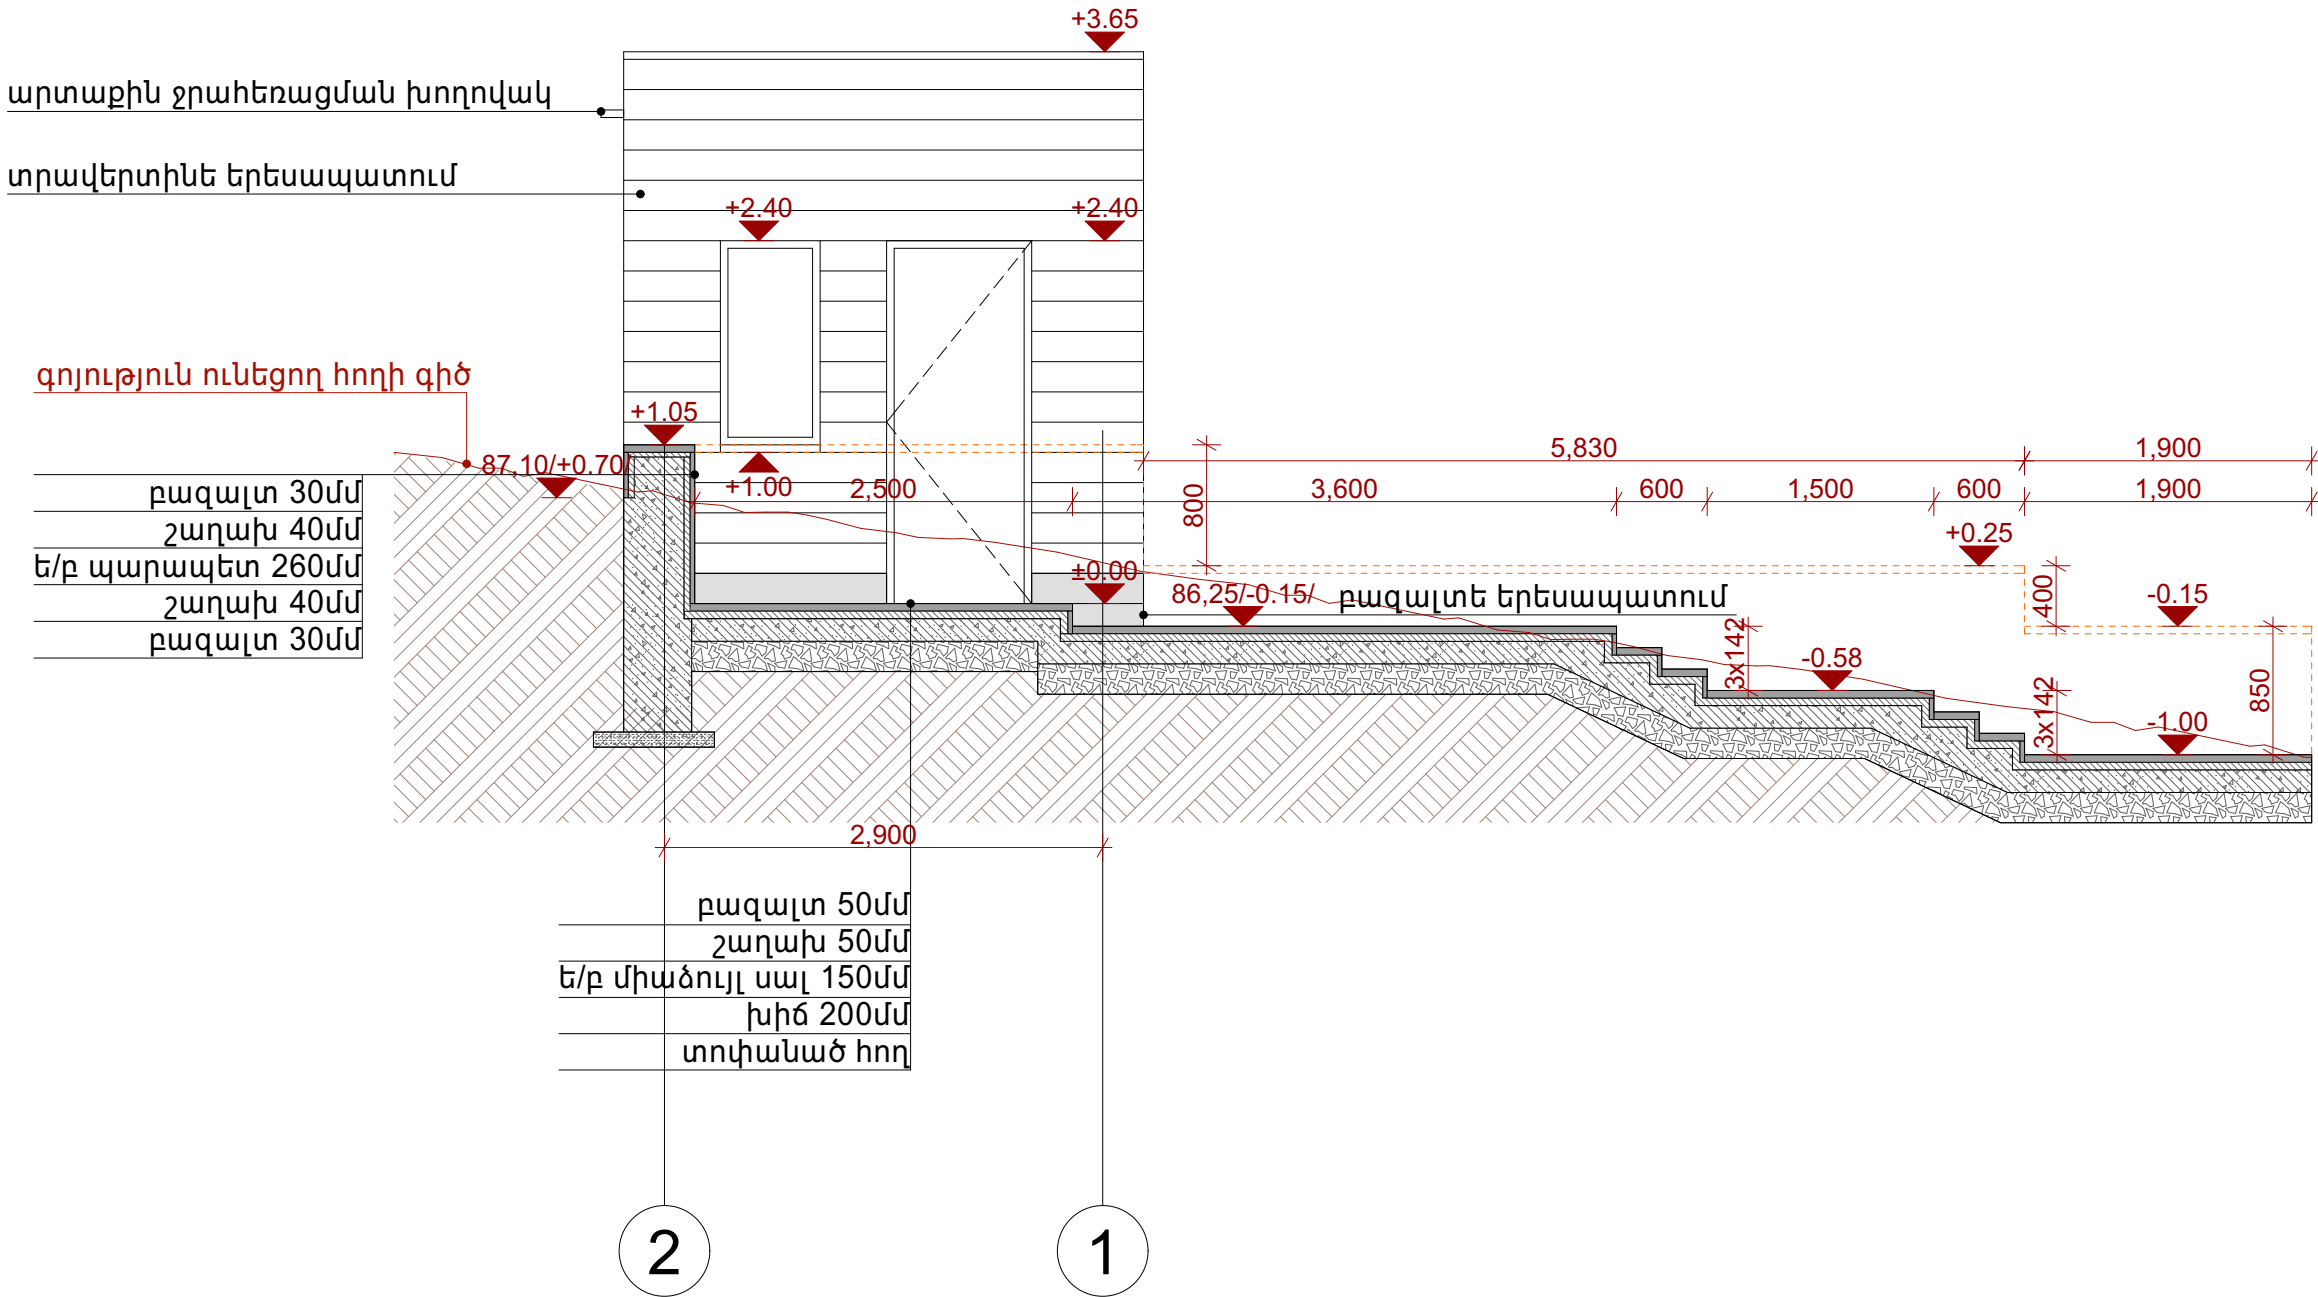 +3.65
արտաքին ջրահեռացման խողովակ
տրավերտինե երեսապատում
+2.40
+2.40
գոյություն ունեցող հողի գիծ
+1.05
87,10/+0.70/
+1.00
2,500
800
5,830
1,900
3,600
600
1,500
600
1,900
բազալտ 30մմ
շաղախ 40մմ
ե/բ պարապետ 260մմ
շաղախ 40մմ
բազալտ 30մմ
+0.25
±0.00
86,25/-0.15/
բազալտե երեսապատում
400
-0.15
3x142
-0.58
3x142
-1.00
850
2,900
բազալտ 50մմ
շաղախ 50մմ
ե/բ միաձույլ սալ 150մմ
խիճ 200մմ
տոփանած հող
2
1